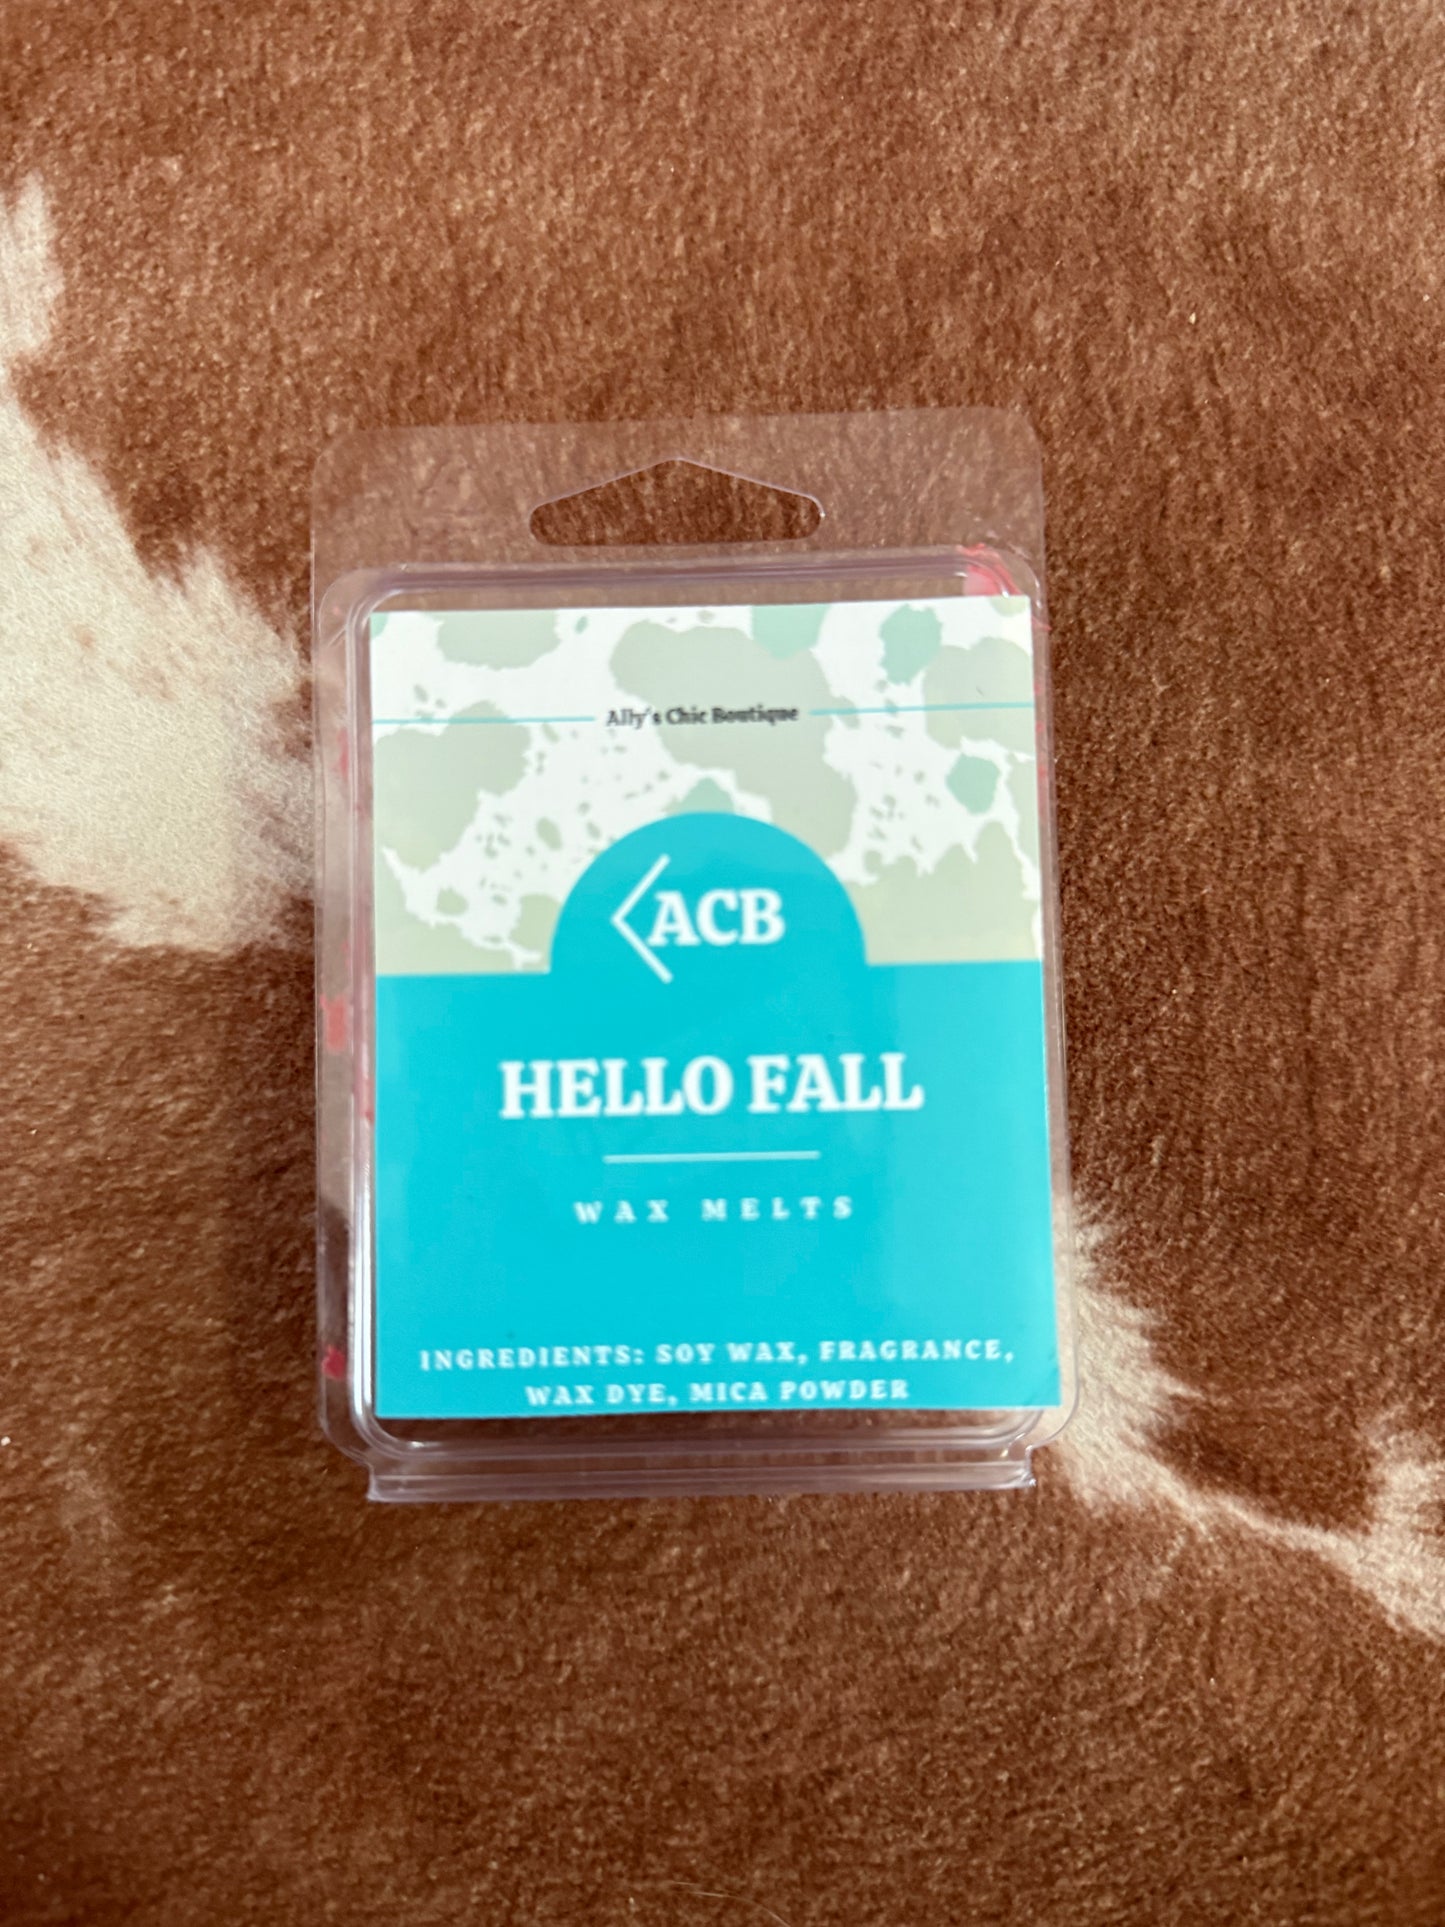 Ally's Chic Boutique
ACB
HELLO FALL
WAX MELTS
INGREDIENTS: SOY WAX, FRAGRANCE,
WAX DYE, MICA POWDER